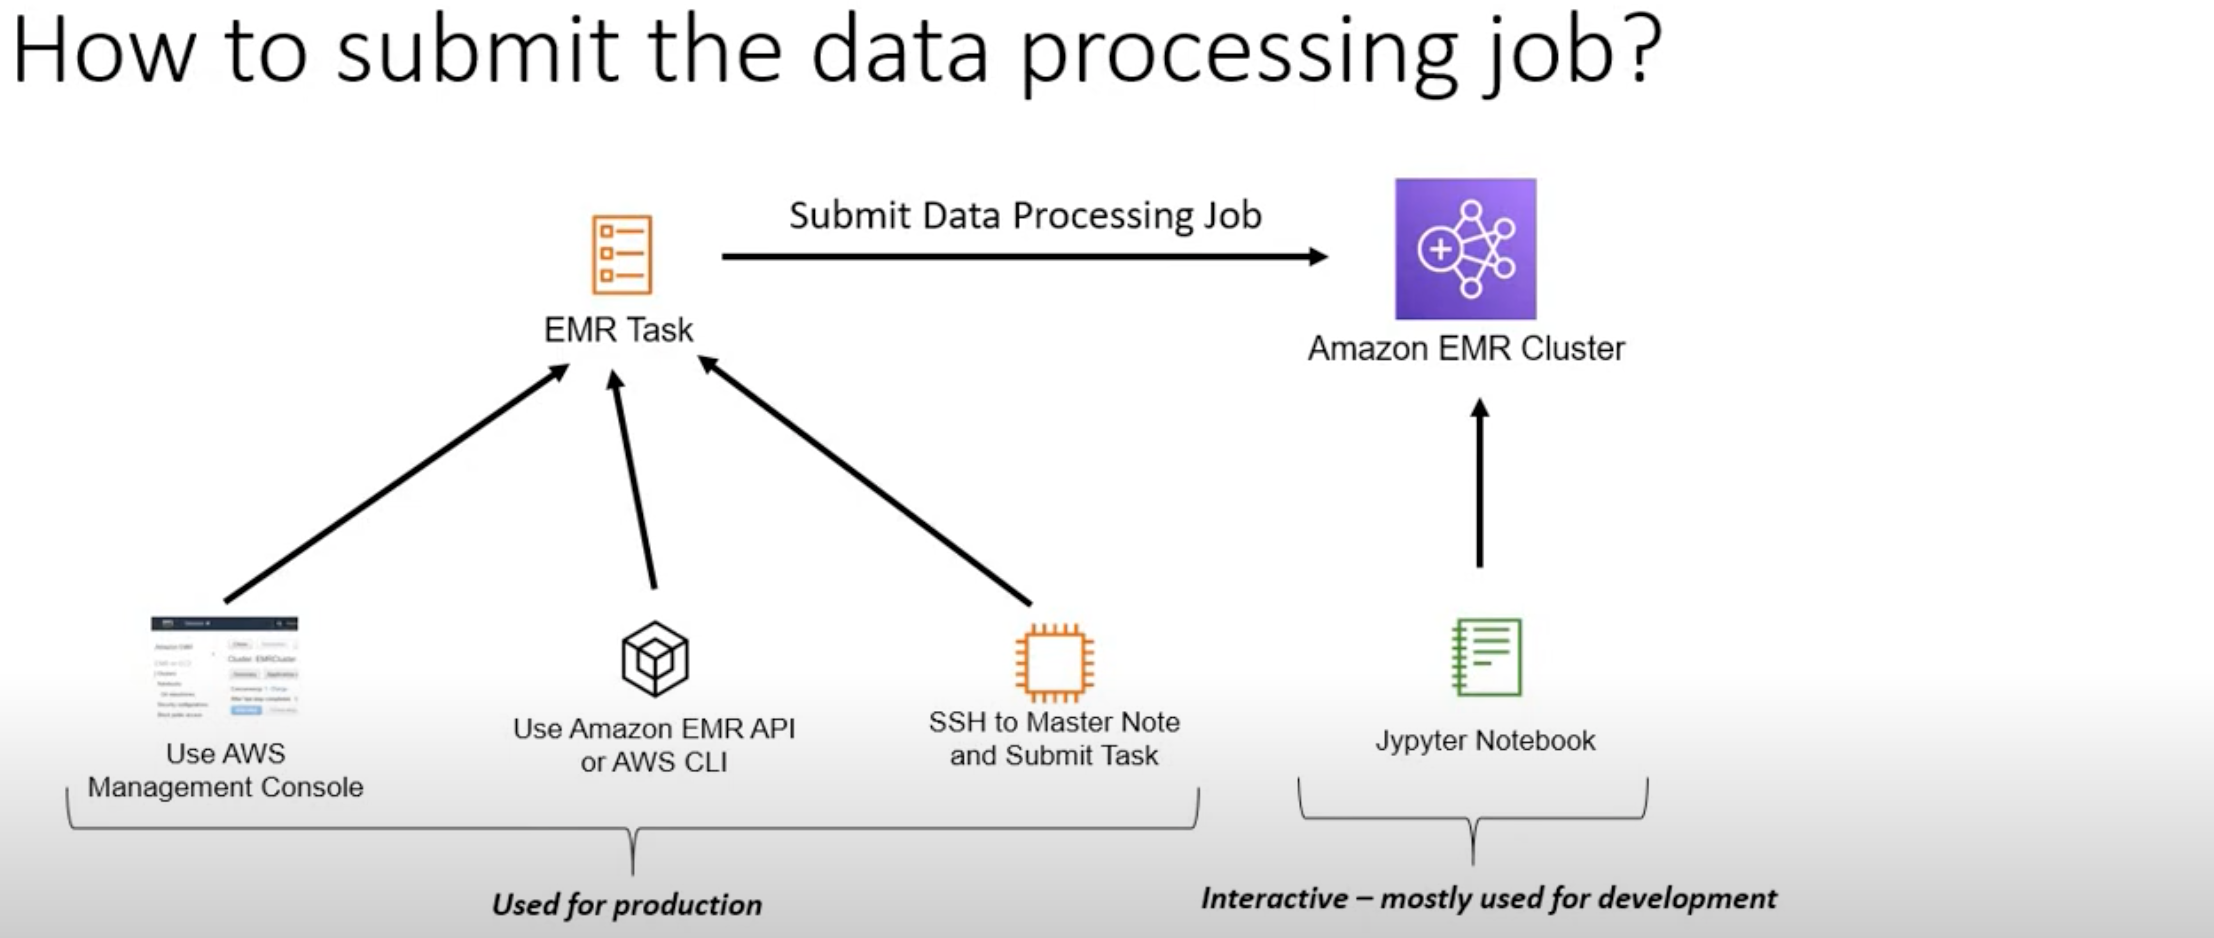 How to submit the data processing job?
Submit Data Processing Job
EMR Task
Amazon EMR Cluster
Use AWS
Management Console
Use Amazon EMR API
or AWS CLI
SSH to Master Note
and Submit Task
Jypyter Notebook
Used for production
Interactive – mostly used for development